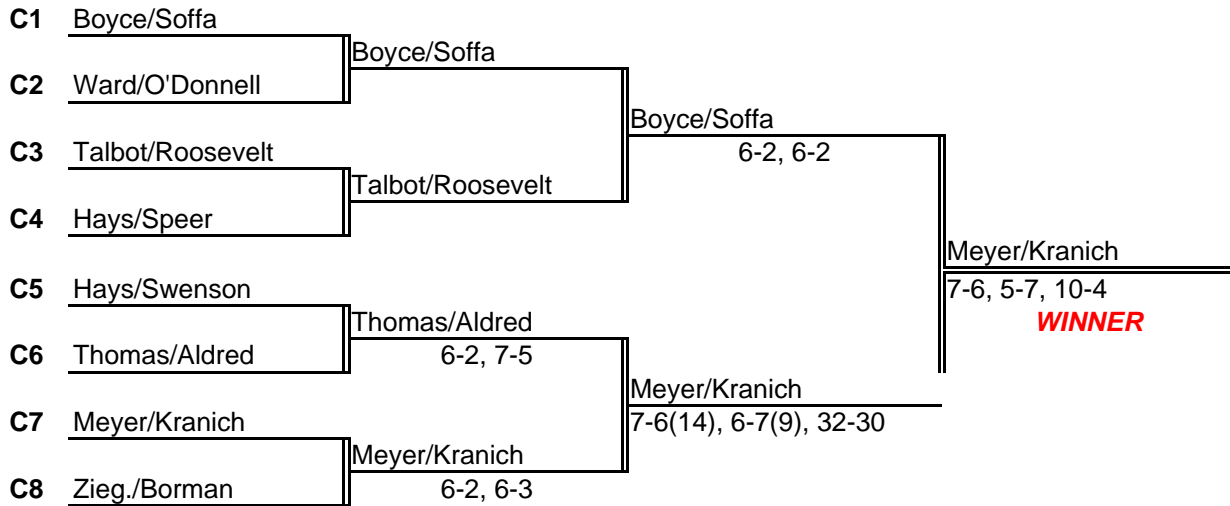 C1 Boyce/Soffa
Boyce/Soffa
C2 Ward/O'Donnell
Boyce/Soffa
C3 Talbot/Roosevelt
6-2, 6-2
Talbot/Roosevelt
C4 Hays/Speer
Meyer/Kranich
C5 Hays/Swenson
7-6, 5-7, 10-4
Thomas/Aldred
WINNER
C6 Thomas/Aldred
6-2, 7-5
Meyer/Kranich
C7 Meyer/Kranich
7-6(14), 6-7(9), 32-30
Meyer/Kranich
C8 Zieg./Borman
6-2, 6-3